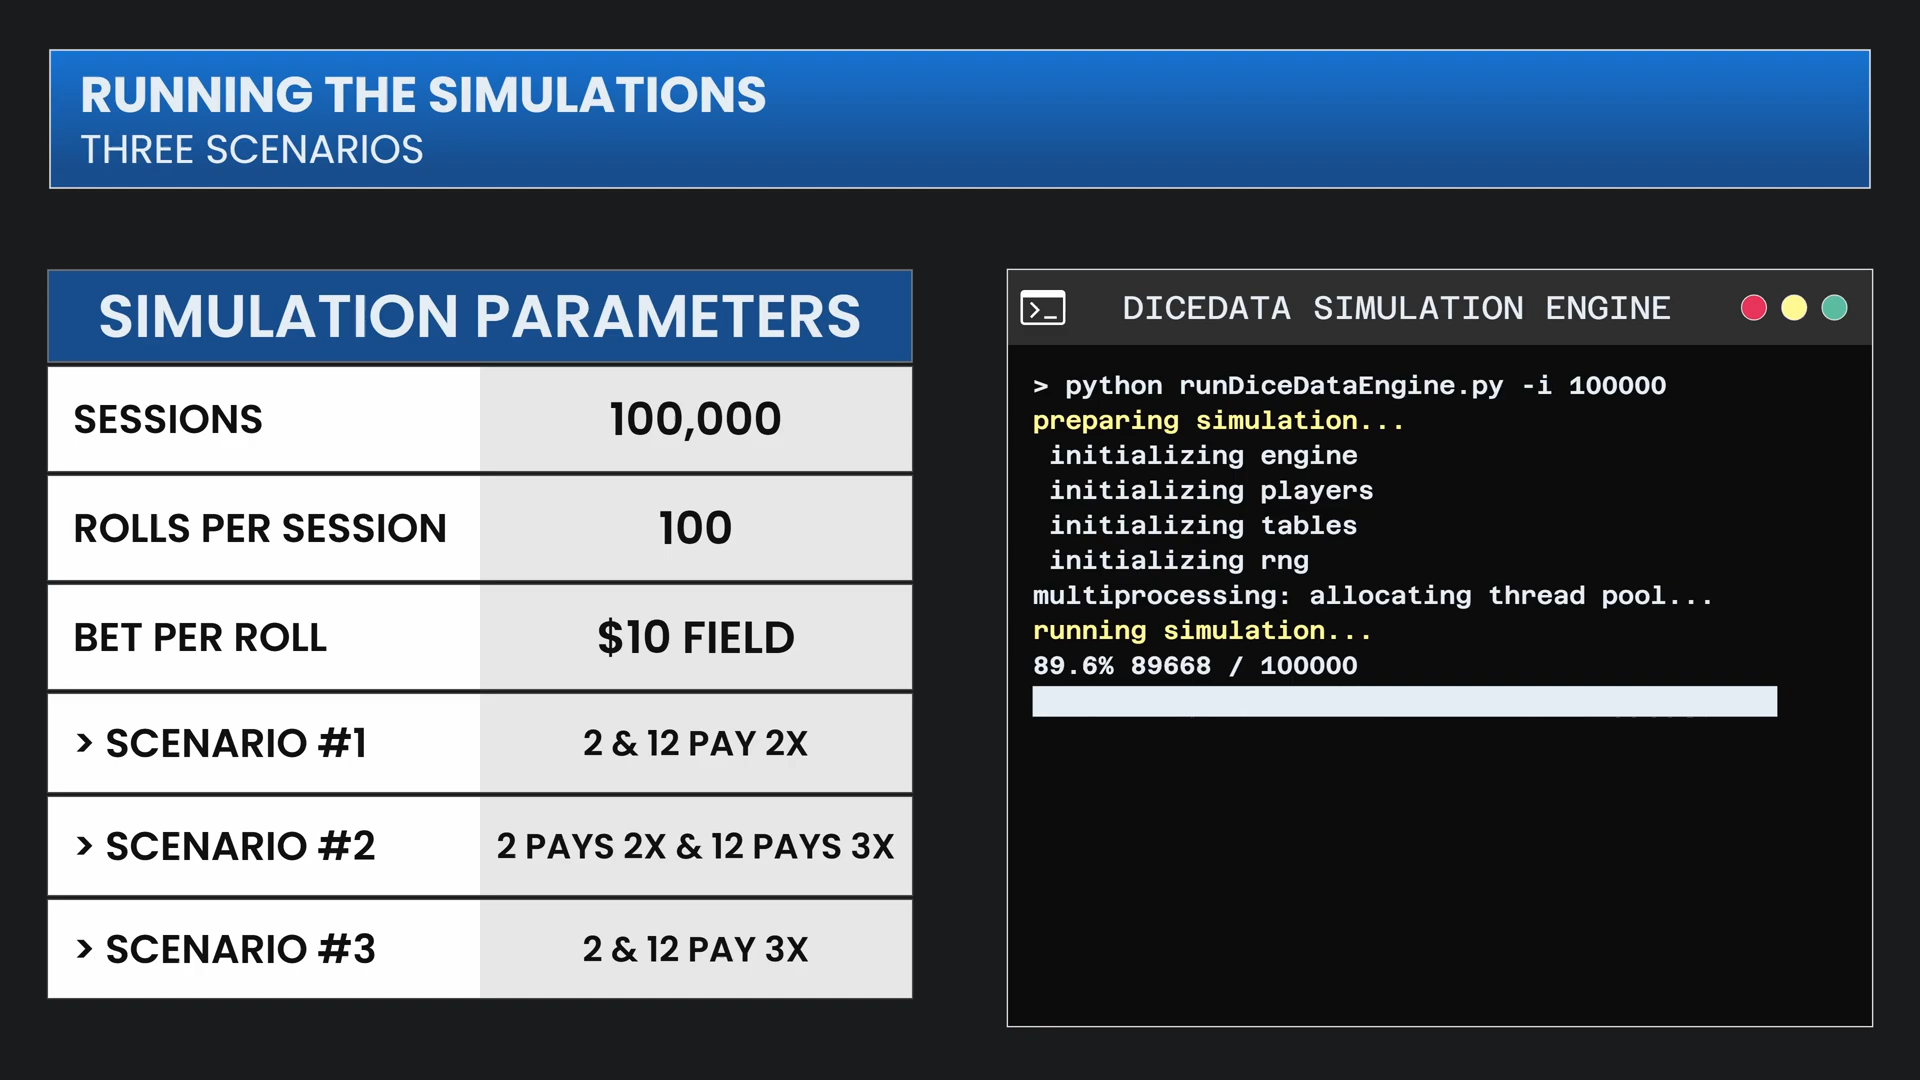 RUNNING THE SIMULATIONS
THREE SCENARIOS
SIMULATION PARAMETERS
SESSIONS 100,000
ROLLS PER SESSION 100
BET PER ROLL $10 FIELD
> SCENARIO #1 2 & 12 PAY 2X
> SCENARIO #2 2 PAYS 2X & 12 PAYS 3X
> SCENARIO #3 2 & 12 PAY 3X
DICEDATA SIMULATION ENGINE
> python runDiceDataEngine.py -i 100000
preparing simulation...
initializing engine
initializing players
initializing tables
initializing rng
multiprocessing: allocating thread pool...
running simulation...
89.6% 89668 / 100000